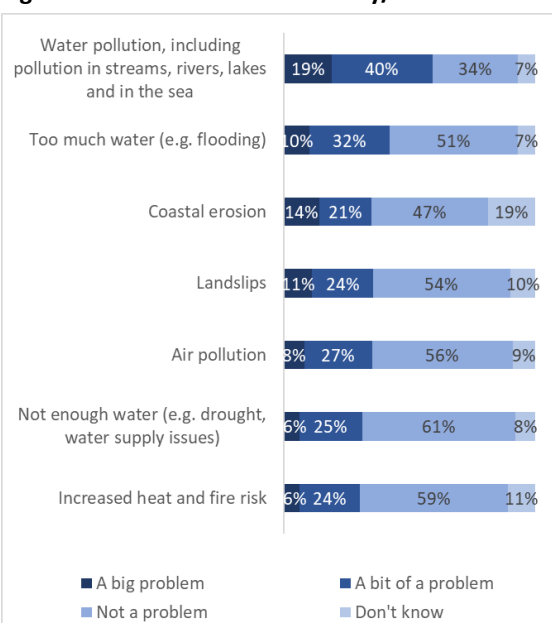 Water pollution, including
pollution in streams, rivers, lakes
and in the sea
19% 40% 34% 7%
Too much water (e.g. flooding)
10% 32% 51% 7%
Coastal erosion
14% 21% 47% 19%
Landslips
11% 24% 54% 10%
Air pollution
8% 27% 56% 9%
Not enough water (e.g. drought,
water supply issues)
6% 25% 61% 8%
Increased heat and fire risk
6% 24% 59% 11%
A big problem
A bit of a problem
Not a problem
Don't know